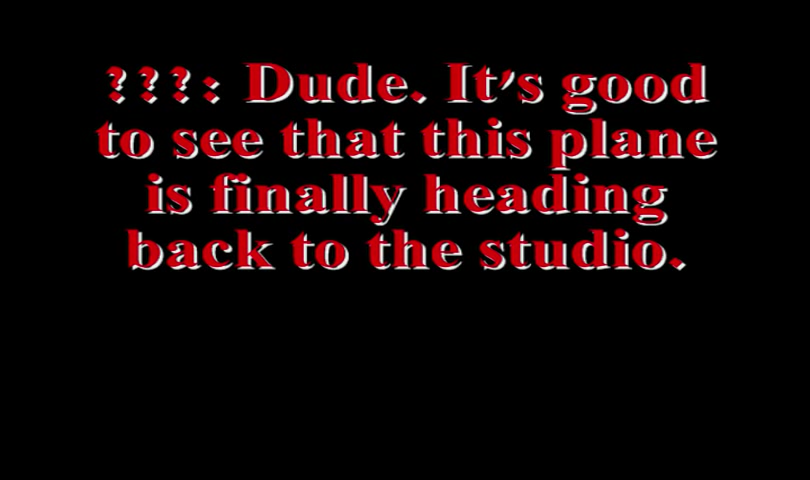 ???: Dude. It's good
to see that this plane
is finally heading
back to the studio.